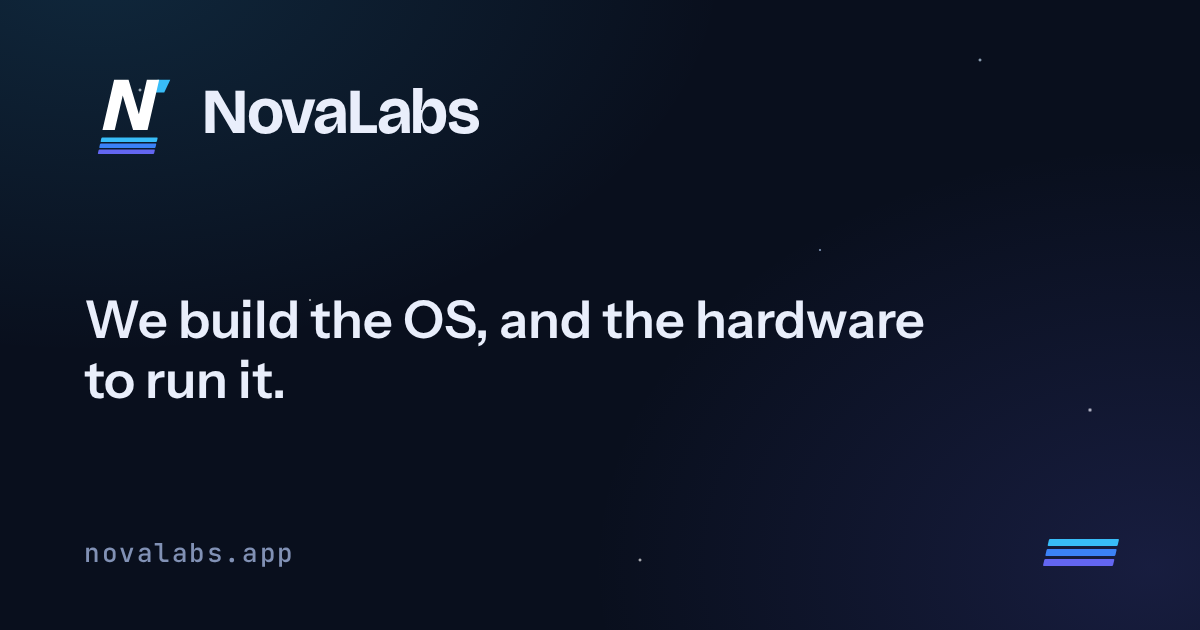 N
NovaLabs
We build the OS, and the hardware
to run it.
novalabs.app